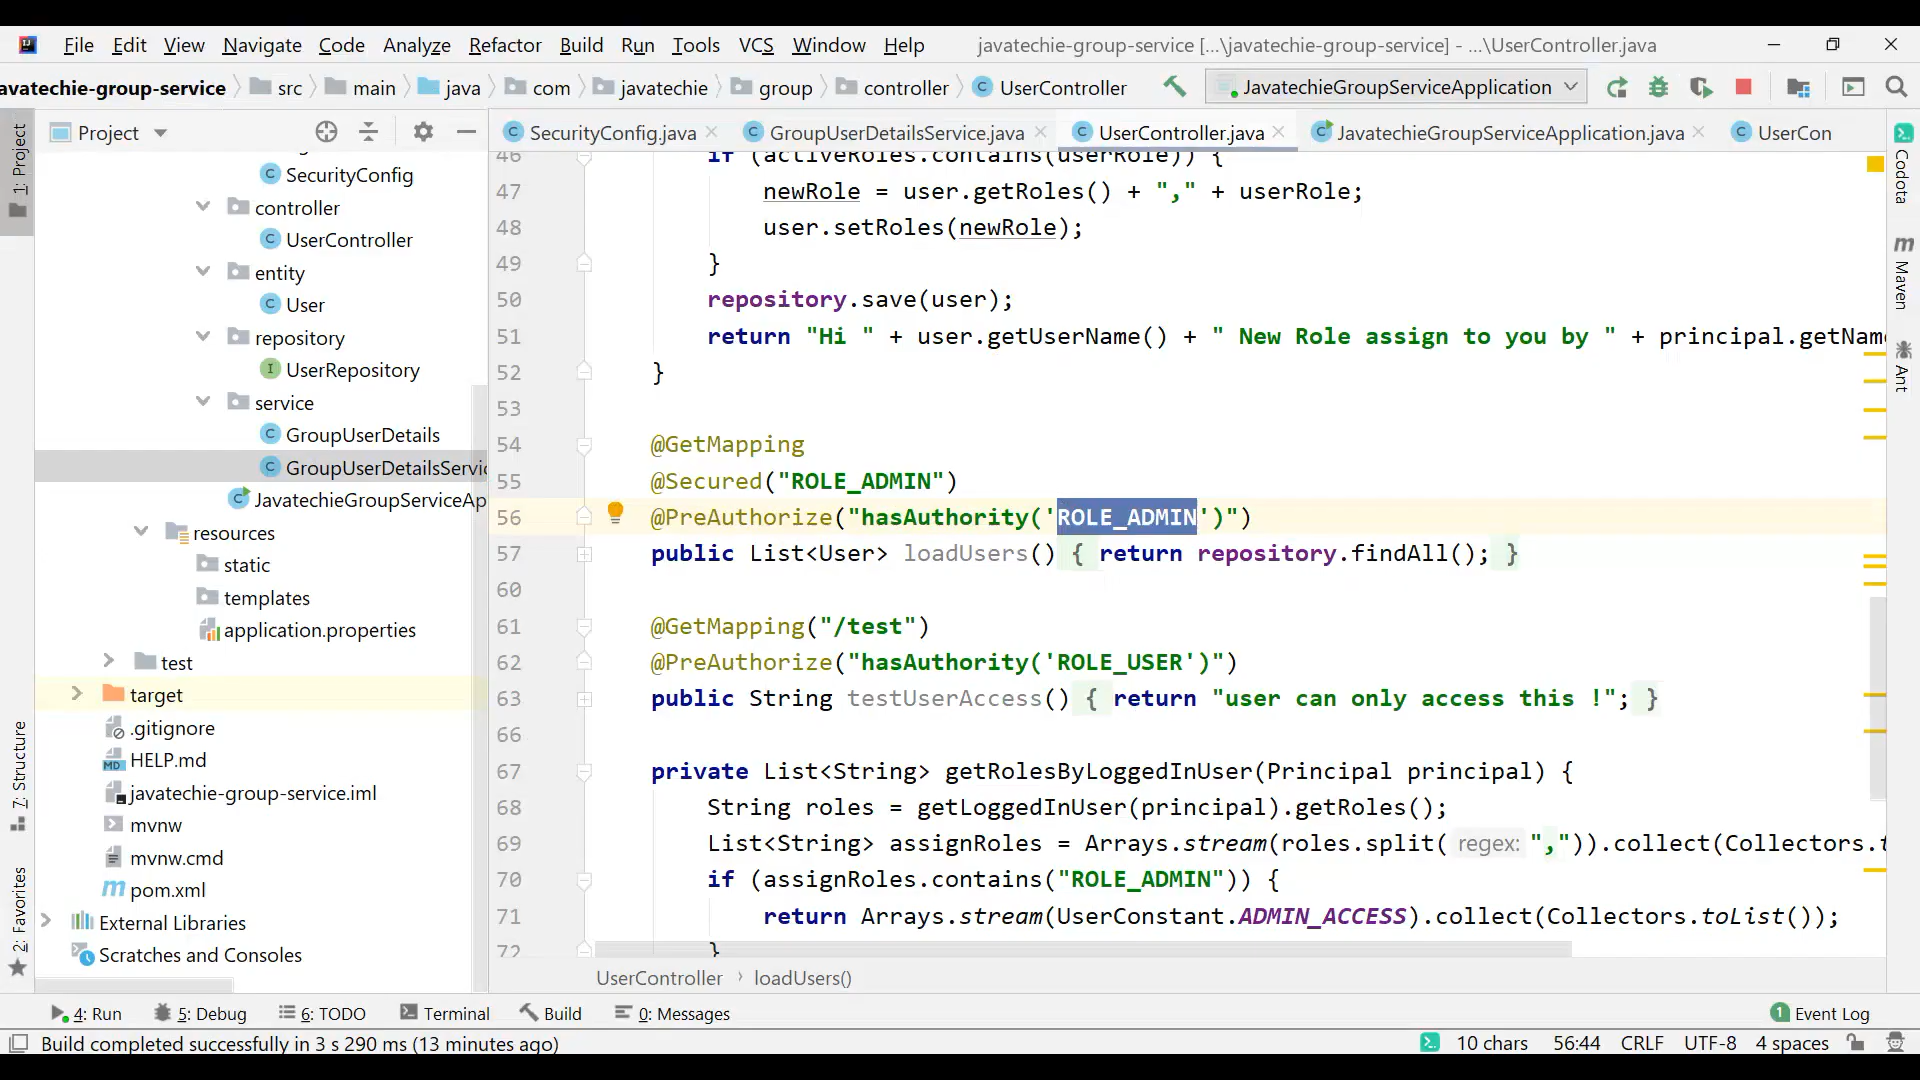 File Edit View Navigate Code Analyze Refactor Build Run Tools VCS Window Help javatechie-group-service [...\javatechie-group-service] - ...\UserController.java
avatechie-group-service src main java com javatechie group controller UserController JavatechieGroupServiceApplication
1: Project
7: Structure
2: Favorites
Project
SecurityConfig
controller
UserController
entity
User
repository
UserRepository
service
GroupUserDetails
GroupUserDetailsServic
JavatechieGroupServiceAp
resources
static
templates
application.properties
test
target
.gitignore
HELP.md
javatechie-group-service.iml
mvnw
mvnw.cmd
pom.xml
External Libraries
Scratches and Consoles
SecurityConfig.java GroupUserDetailsService.java UserController.java JavatechieGroupServiceApplication.java UserCon
46 if (activeRoles.contains(userRole)) {
47 newRole = user.getRoles() + "," + userRole;
48 user.setRoles(newRole);
49 }
50 repository.save(user);
51 return "Hi " + user.getUserName() + " New Role assign to you by " + principal.getName
52 }
53
54 @GetMapping
55 @Secured("ROLE_ADMIN")
56 @PreAuthorize("hasAuthority('ROLE_ADMIN')")
57 public List<User> loadUsers() { return repository.findAll(); }
60
61 @GetMapping("/test")
62 @PreAuthorize("hasAuthority('ROLE_USER')")
63 public String testUserAccess() { return "user can only access this !"; }
66
67 private List<String> getRolesByLoggedInUser(Principal principal) {
68 String roles = getLoggedInUser(principal).getRoles();
69 List<String> assignRoles = Arrays.stream(roles.split( regex: ",")).collect(Collectors.t
70 if (assignRoles.contains("ROLE_ADMIN")) {
71 return Arrays.stream(UserConstant.ADMIN_ACCESS).collect(Collectors.toList());
72 }
UserController › loadUsers()
Codota
Maven
Ant
4: Run 5: Debug 6: TODO Terminal Build 0: Messages 1 Event Log
Build completed successfully in 3 s 290 ms (13 minutes ago) 10 chars 56:44 CRLF UTF-8 4 spaces